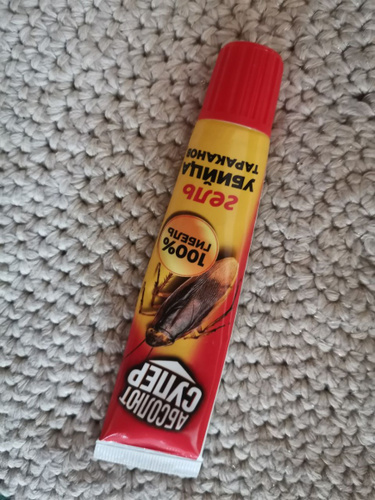 АБСОЛЮТ
СУПЕР
100%
ГИБЕЛЬ
гель
УБИЙЦА
ТАРАКАНОВ